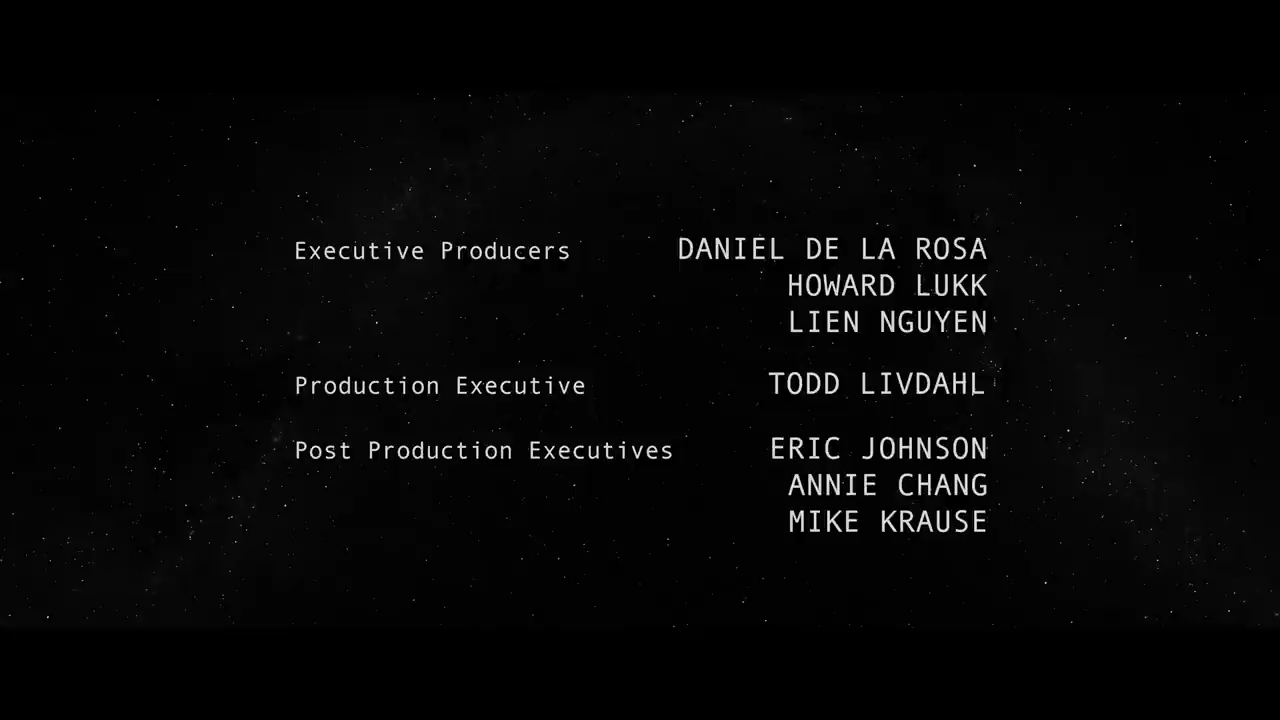 Executive Producers DANIEL DE LA ROSA
HOWARD LUKK
LIEN NGUYEN
Production Executive TODD LIVDAHL
Post Production Executives ERIC JOHNSON
ANNIE CHANG
MIKE KRAUSE